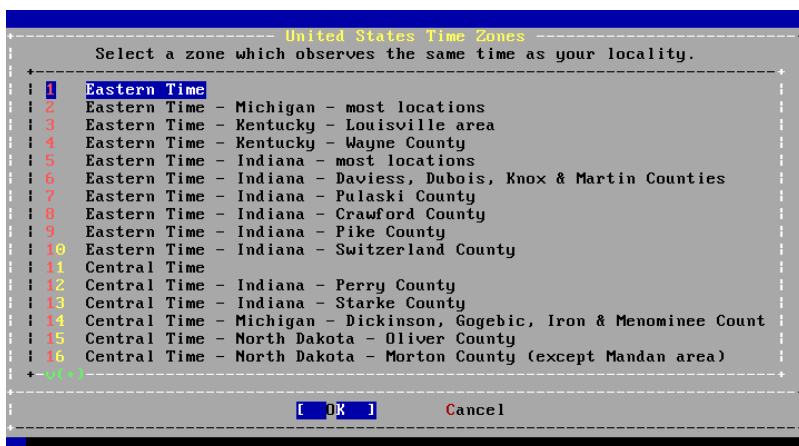 United States Time Zones
Select a zone which observes the same time as your locality.
1 Eastern Time
2 Eastern Time - Michigan - most locations
3 Eastern Time - Kentucky - Louisville area
4 Eastern Time - Kentucky - Wayne County
5 Eastern Time - Indiana - most locations
6 Eastern Time - Indiana - Daviess, Dubois, Knox & Martin Counties
7 Eastern Time - Indiana - Pulaski County
8 Eastern Time - Indiana - Crawford County
9 Eastern Time - Indiana - Pike County
10 Eastern Time - Indiana - Switzerland County
11 Central Time
12 Central Time - Indiana - Perry County
13 Central Time - Indiana - Starke County
14 Central Time - Michigan - Dickinson, Gogebic, Iron & Menominee Count
15 Central Time - North Dakota - Oliver County
16 Central Time - North Dakota - Morton County (except Mandan area)
v(+)
[ OK ] Cancel